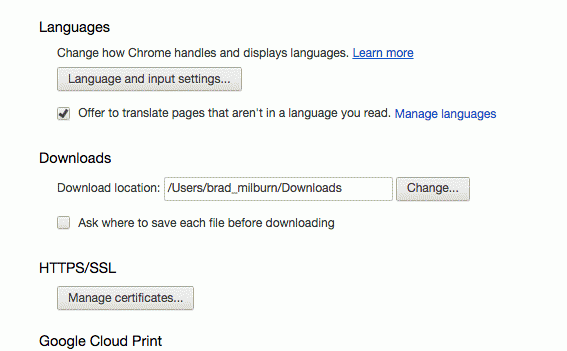 Languages
Change how Chrome handles and displays languages. Learn more
Language and input settings...
Offer to translate pages that aren't in a language you read. Manage languages
Downloads
Download location: /Users/brad_milburn/Downloads Change...
Ask where to save each file before downloading
HTTPS/SSL
Manage certificates...
Google Cloud Print